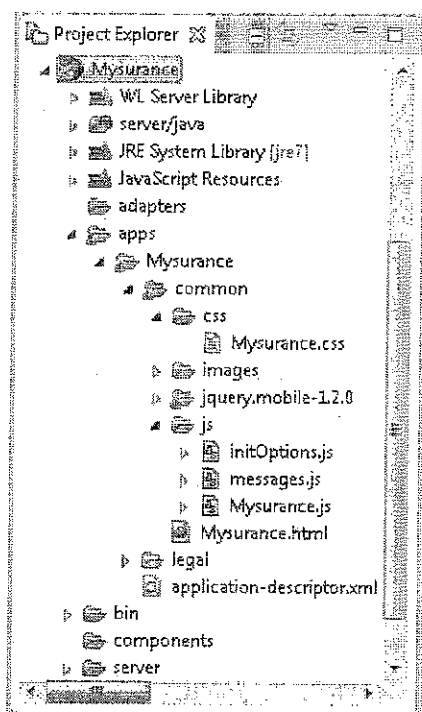 Project Explorer
Mysurance
WL Server Library
server/java
JRE System Library [jre7]
JavaScript Resources
adapters
apps
Mysurance
common
css
Mysurance.css
images
jquery.mobile-1.2.0
js
initOptions.js
messages.js
Mysurance.js
Mysurance.html
legal
application-descriptor.xml
bin
components
server